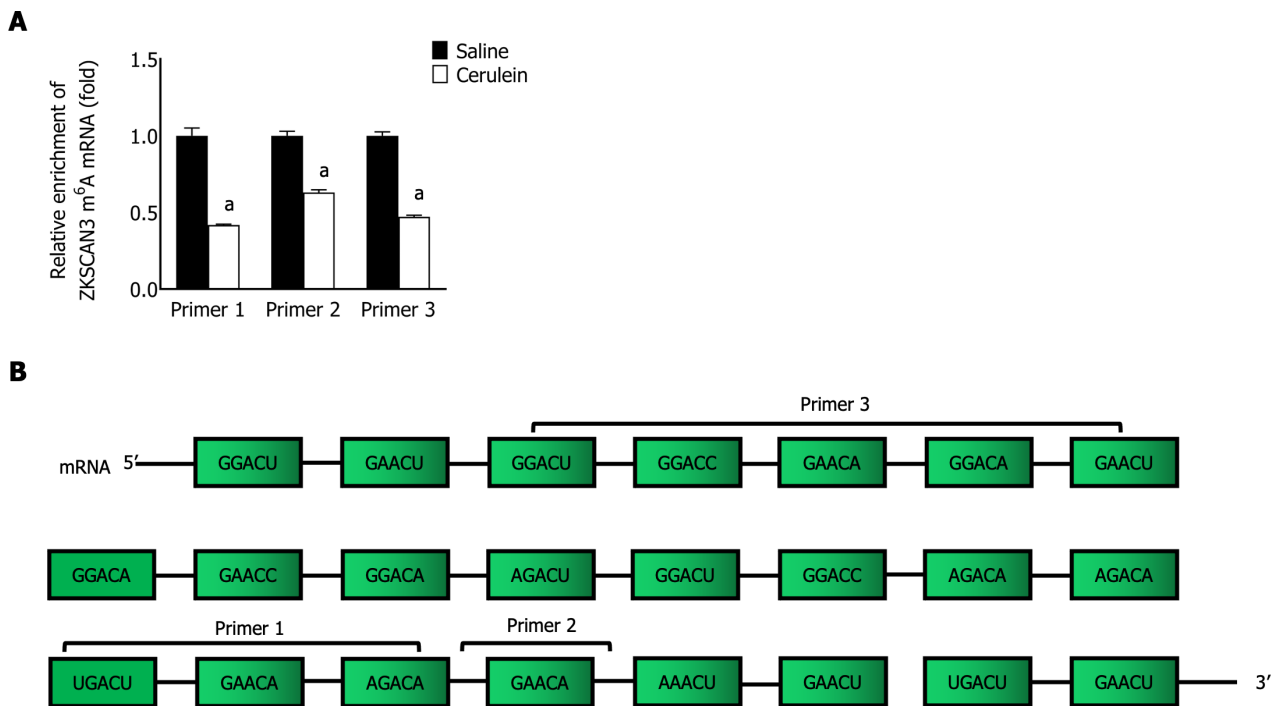 A
Saline
Cerulein
Relative enrichment of
ZKSCAN3 m⁶A mRNA (fold)
1.5
1.0
0.5
0.0
a
a
a
Primer 1 Primer 2 Primer 3
B
Primer 3
mRNA 5′ GGACU GAACU GGACU GGACC GAACA GGACA GAACU
GGACA GAACC GGACA AGACU GGACU GGACC AGACA AGACA
Primer 1 Primer 2
UGACU GAACA AGACA GAACA AAACU GAACU UGACU GAACU 3′